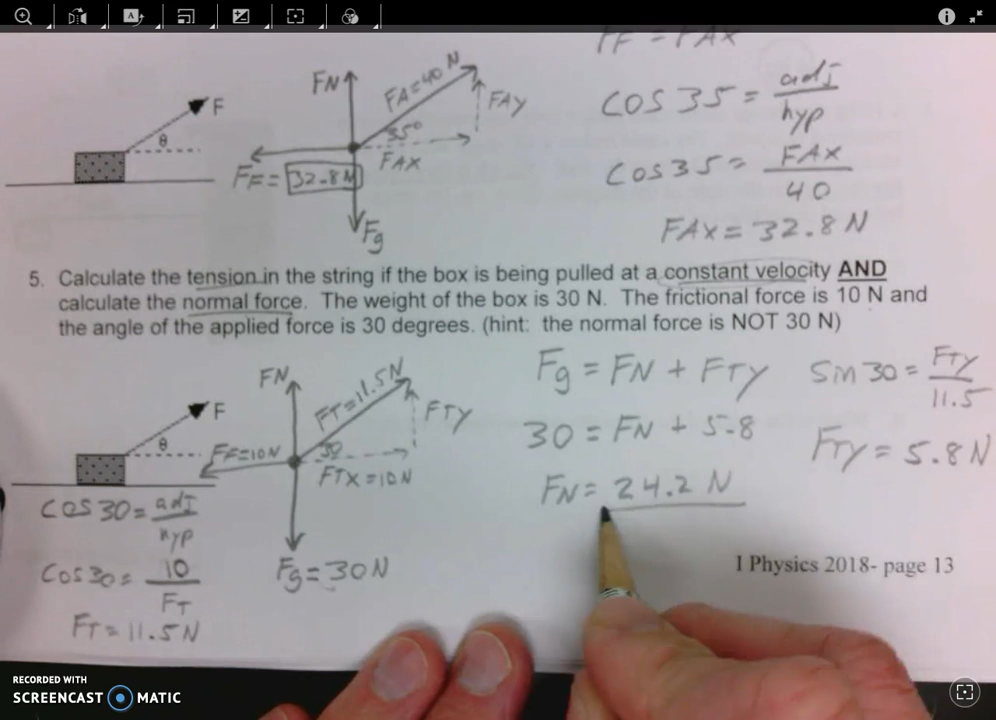 FF = FAX
FN
FA=40 N
FAY
35°
FAX
FF= 32.8N
Fg
F
θ
COS 35 = adj
hyp
COS 35 = FAX
40
FAX = 32.8 N
5. Calculate the tension in the string if the box is being pulled at a constant velocity AND
calculate the normal force. The weight of the box is 30 N. The frictional force is 10 N and
the angle of the applied force is 30 degrees. (hint: the normal force is NOT 30 N)
F
θ
FN
FT=11.5N
FTY
FF=10N
30
FTX=10N
Fg=30N
COS 30= adj
hyp
COS 30= 10
FT
FT=11.5N
Fg = FN + FTY
30 = FN + 5.8
FN= 24.2 N
Sin 30 = FTY
11.5
FTY = 5.8N
I Physics 2018- page 13
RECORDED WITH
SCREENCAST MATIC